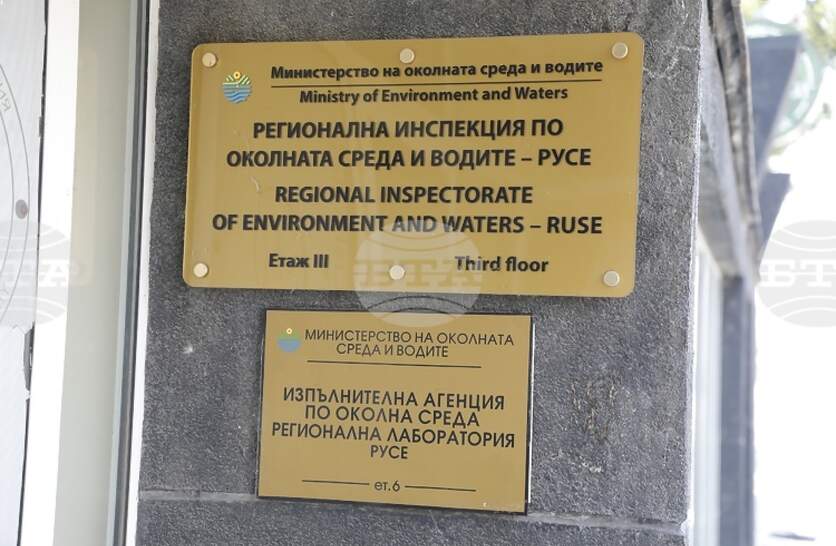 Министерство на околната среда и водите
Ministry of Environment and Waters
РЕГИОНАЛНА ИНСПЕКЦИЯ ПО
ОКОЛНАТА СРЕДА И ВОДИТЕ – РУСЕ
REGIONAL INSPECTORATE
OF ENVIRONMENT AND WATERS – RUSE
Етаж III Third floor
БТА
МИНИСТЕРСТВО НА ОКОЛНАТА
СРЕДА И ВОДИТЕ
ИЗПЪЛНИТЕЛНА АГЕНЦИЯ
ПО ОКОЛНА СРЕДА
РЕГИОНАЛНА ЛАБОРАТОРИЯ
РУСЕ
ет.6